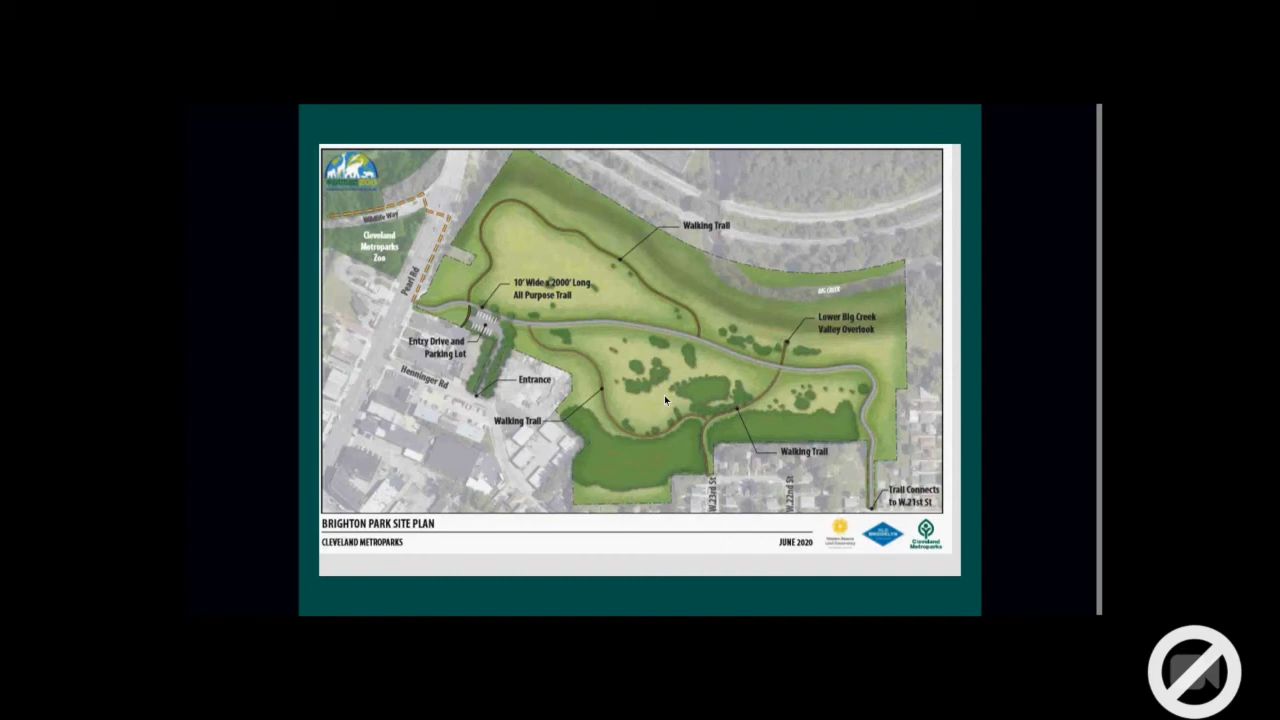 Wildlife Way
Cleveland
Metroparks
Zoo
Pearl Rd
Walking Trail
10' Wide x 2000' Long
All Purpose Trail
BIG CREEK
Lower Big Creek
Valley Overlook
Entry Drive and
Parking Lot
Henninger Rd
Entrance
Walking Trail
Walking Trail
W.23rd St
W.22nd St
Trail Connects
to W.21st St
BRIGHTON PARK SITE PLAN
CLEVELAND METROPARKS
JUNE 2020
OLD
BROOKLYN
Cleveland
Metroparks